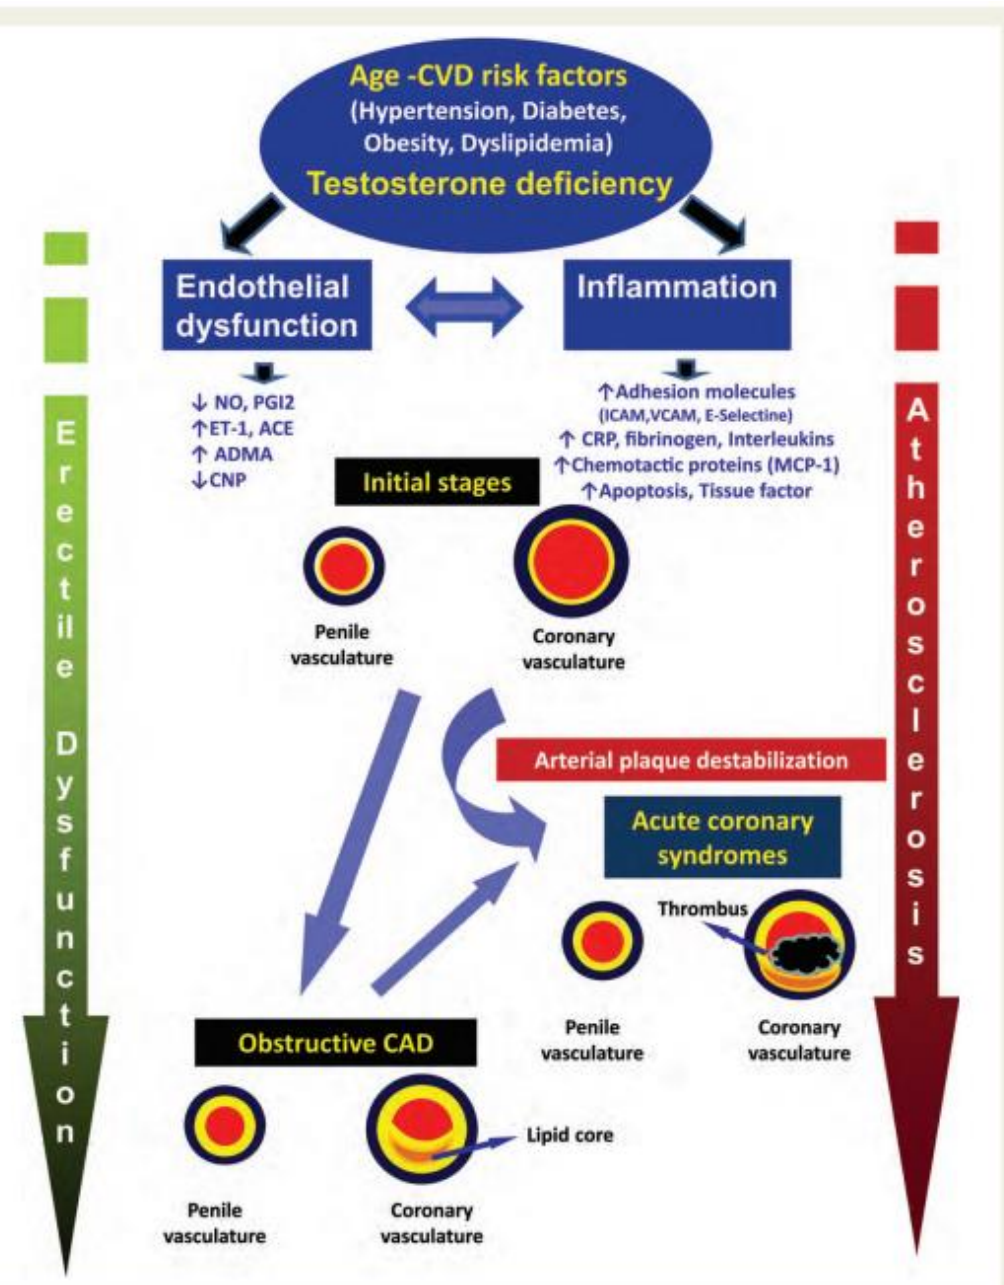 Age -CVD risk factors
(Hypertension, Diabetes,
Obesity, Dyslipidemia)
Testosterone deficiency
Endothelial
dysfunction
Inflammation
↓ NO, PGI2
↑ET-1, ACE
↑ ADMA
↓CNP
↑Adhesion molecules
(ICAM,VCAM, E-Selectine)
↑ CRP, fibrinogen, Interleukins
↑Chemotactic proteins (MCP-1)
↑Apoptosis, Tissue factor
Initial stages
Penile
vasculature
Coronary
vasculature
Arterial plaque destabilization
Acute coronary
syndromes
Thrombus
Penile
vasculature
Coronary
vasculature
Obstructive CAD
Lipid core
Penile
vasculature
Coronary
vasculature
Erectile Dysfunction
Atherosclerosis